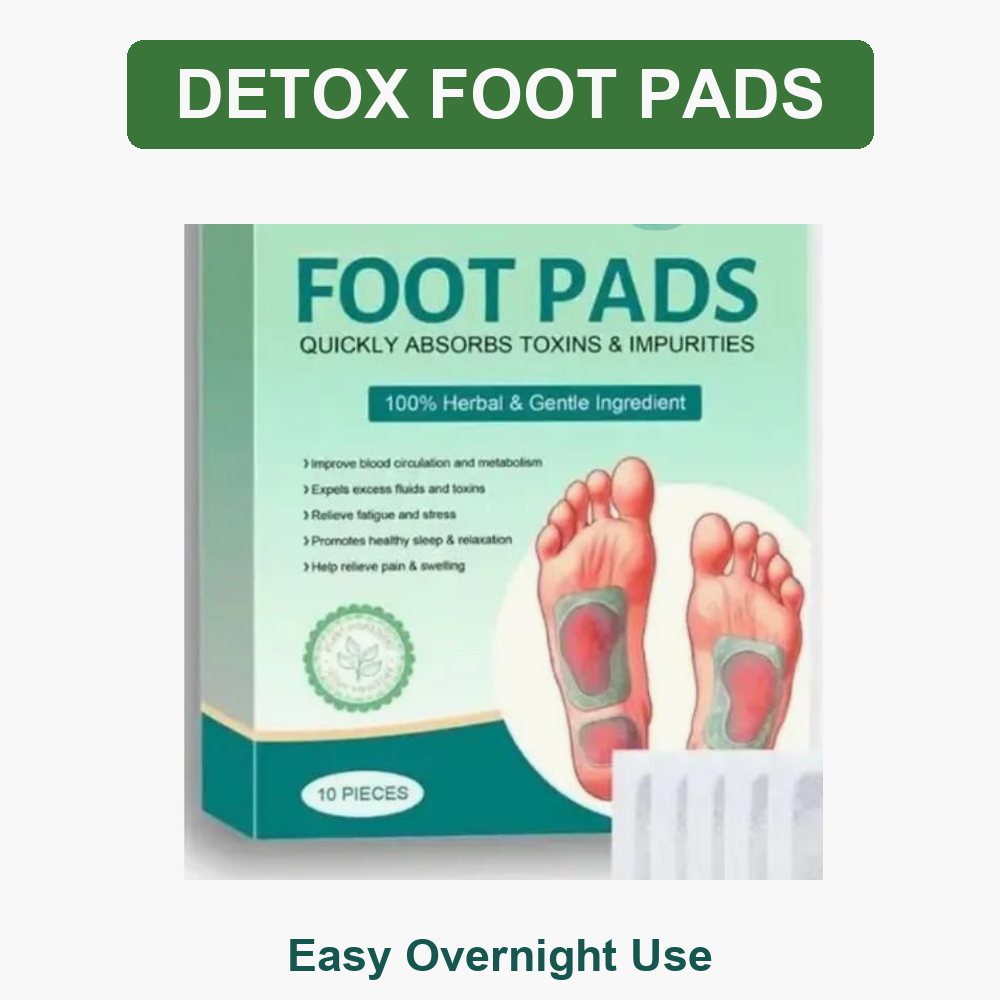 DETOX FOOT PADS
FOOT PADS
QUICKLY ABSORBS TOXINS & IMPURITIES
100% Herbal & Gentle Ingredient
Improve blood circulation and metabolism
Expels excess fluids and toxins
Relieve fatigue and stress
Promotes healthy sleep & relaxation
Help relieve pain & swelling
10 PIECES
Easy Overnight Use